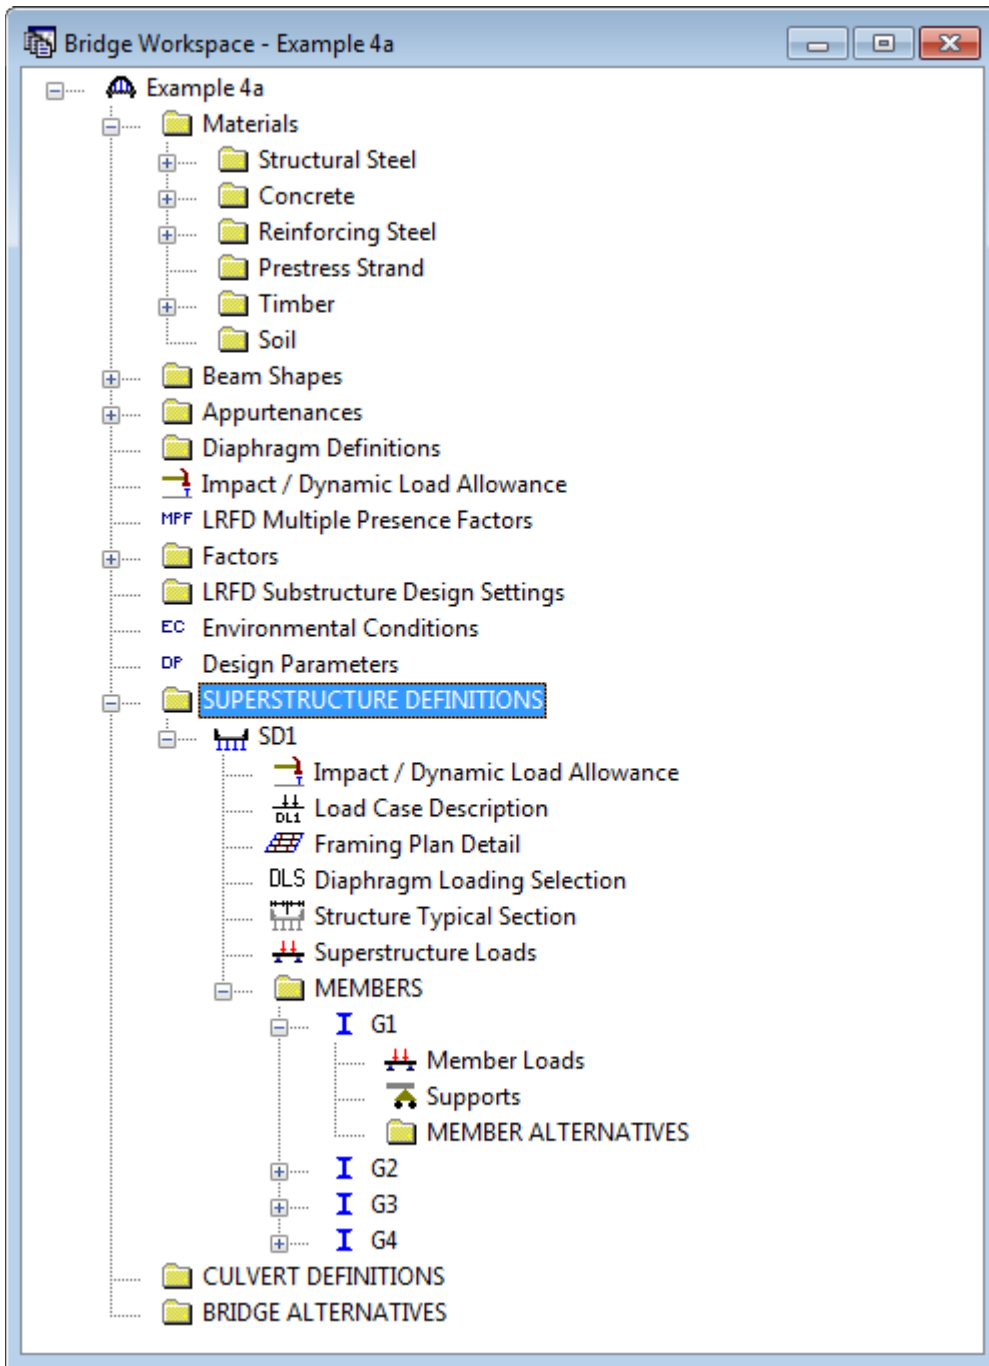 Bridge Workspace - Example 4a
Example 4a
Materials
Structural Steel
Concrete
Reinforcing Steel
Prestress Strand
Timber
Soil
Beam Shapes
Appurtenances
Diaphragm Definitions
Impact / Dynamic Load Allowance
MPF LRFD Multiple Presence Factors
Factors
LRFD Substructure Design Settings
EC Environmental Conditions
DP Design Parameters
SUPERSTRUCTURE DEFINITIONS
SD1
Impact / Dynamic Load Allowance
DL1 Load Case Description
Framing Plan Detail
DLS Diaphragm Loading Selection
Structure Typical Section
Superstructure Loads
MEMBERS
G1
Member Loads
Supports
MEMBER ALTERNATIVES
G2
G3
G4
CULVERT DEFINITIONS
BRIDGE ALTERNATIVES